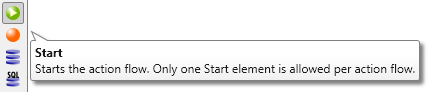 Start
Starts the action flow. Only one Start element is allowed per action flow.
SQL